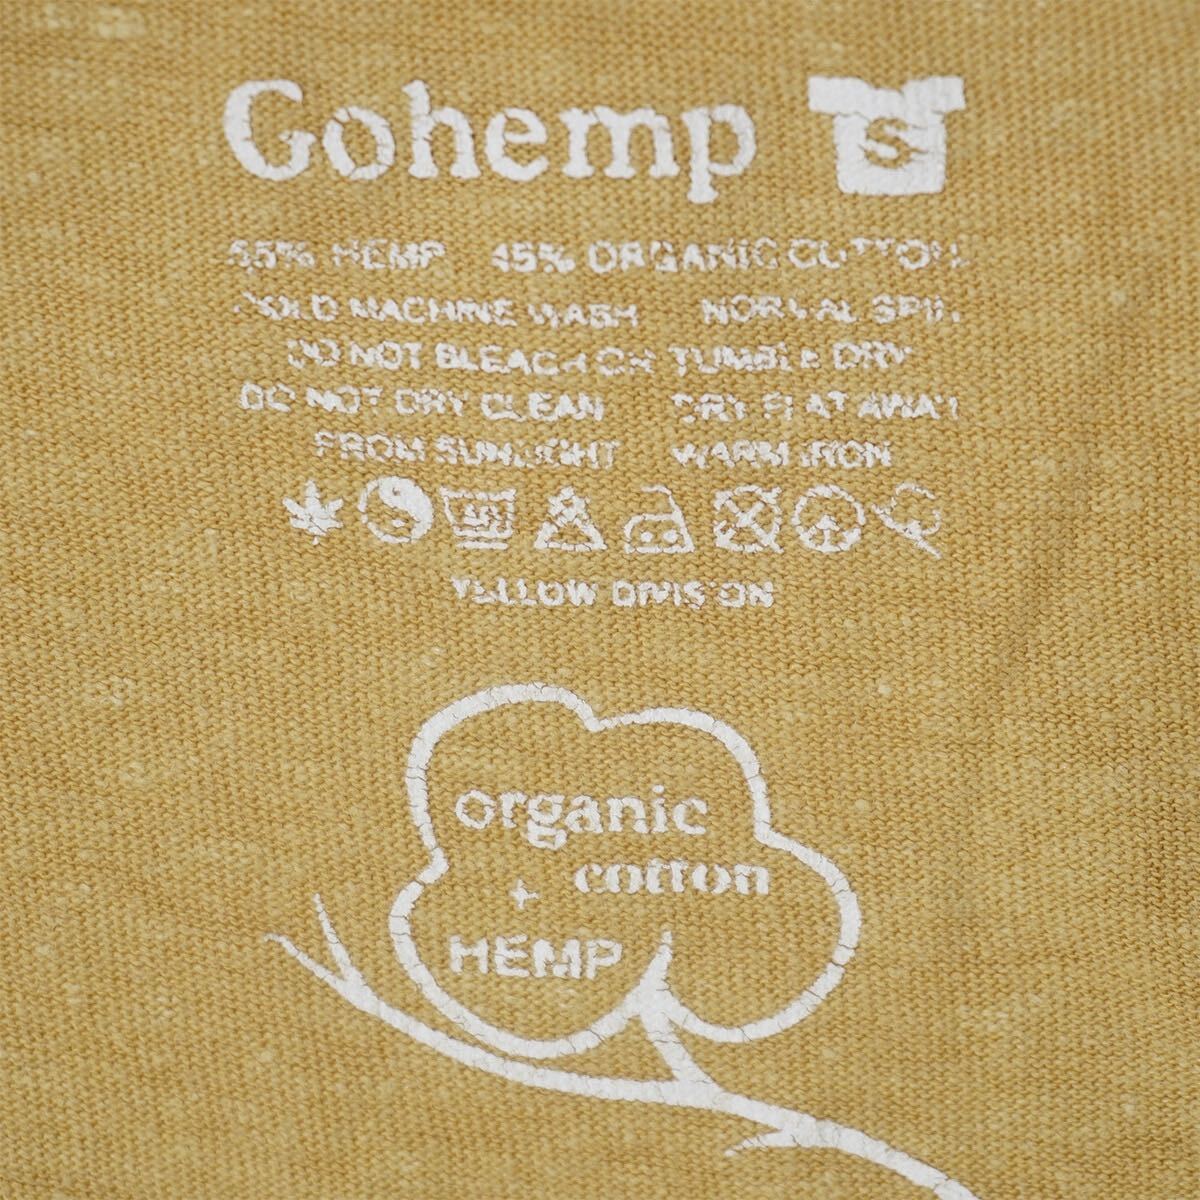 Gohemp S
55% HEMP 45% ORGANIC COTTON
COLD MACHINE WASH NORMAL SPIN
DO NOT BLEACH OR TUMBLE DRY
DO NOT DRY CLEAN DRY FLAT AWAY
FROM SUNLIGHT WARM IRON
YELLOW DIVISION
organic
cotton
+
HEMP